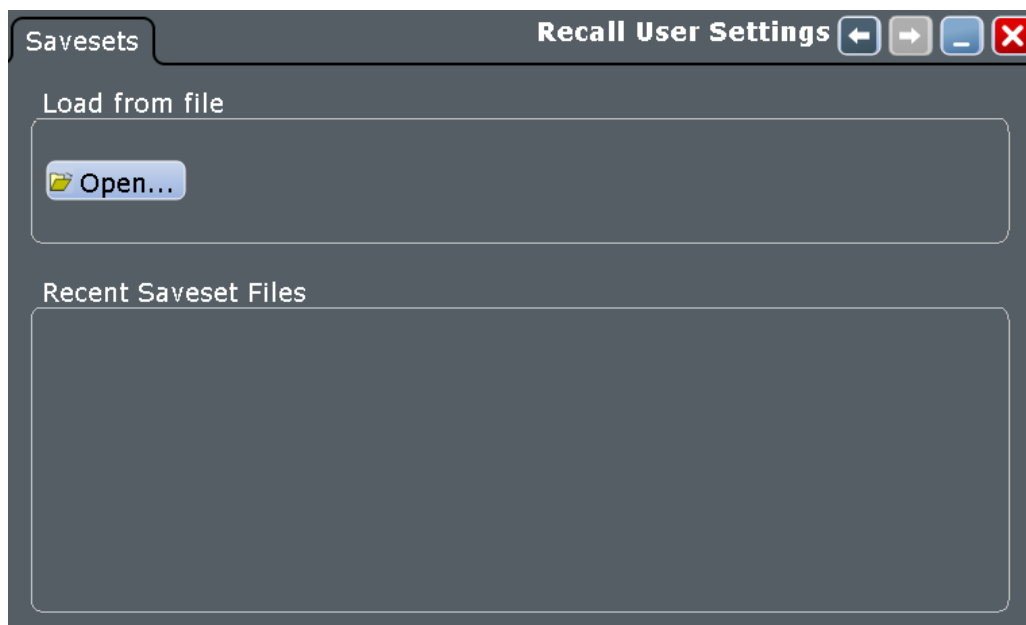 Savesets
Recall User Settings
Load from file
Open...
Recent Saveset Files